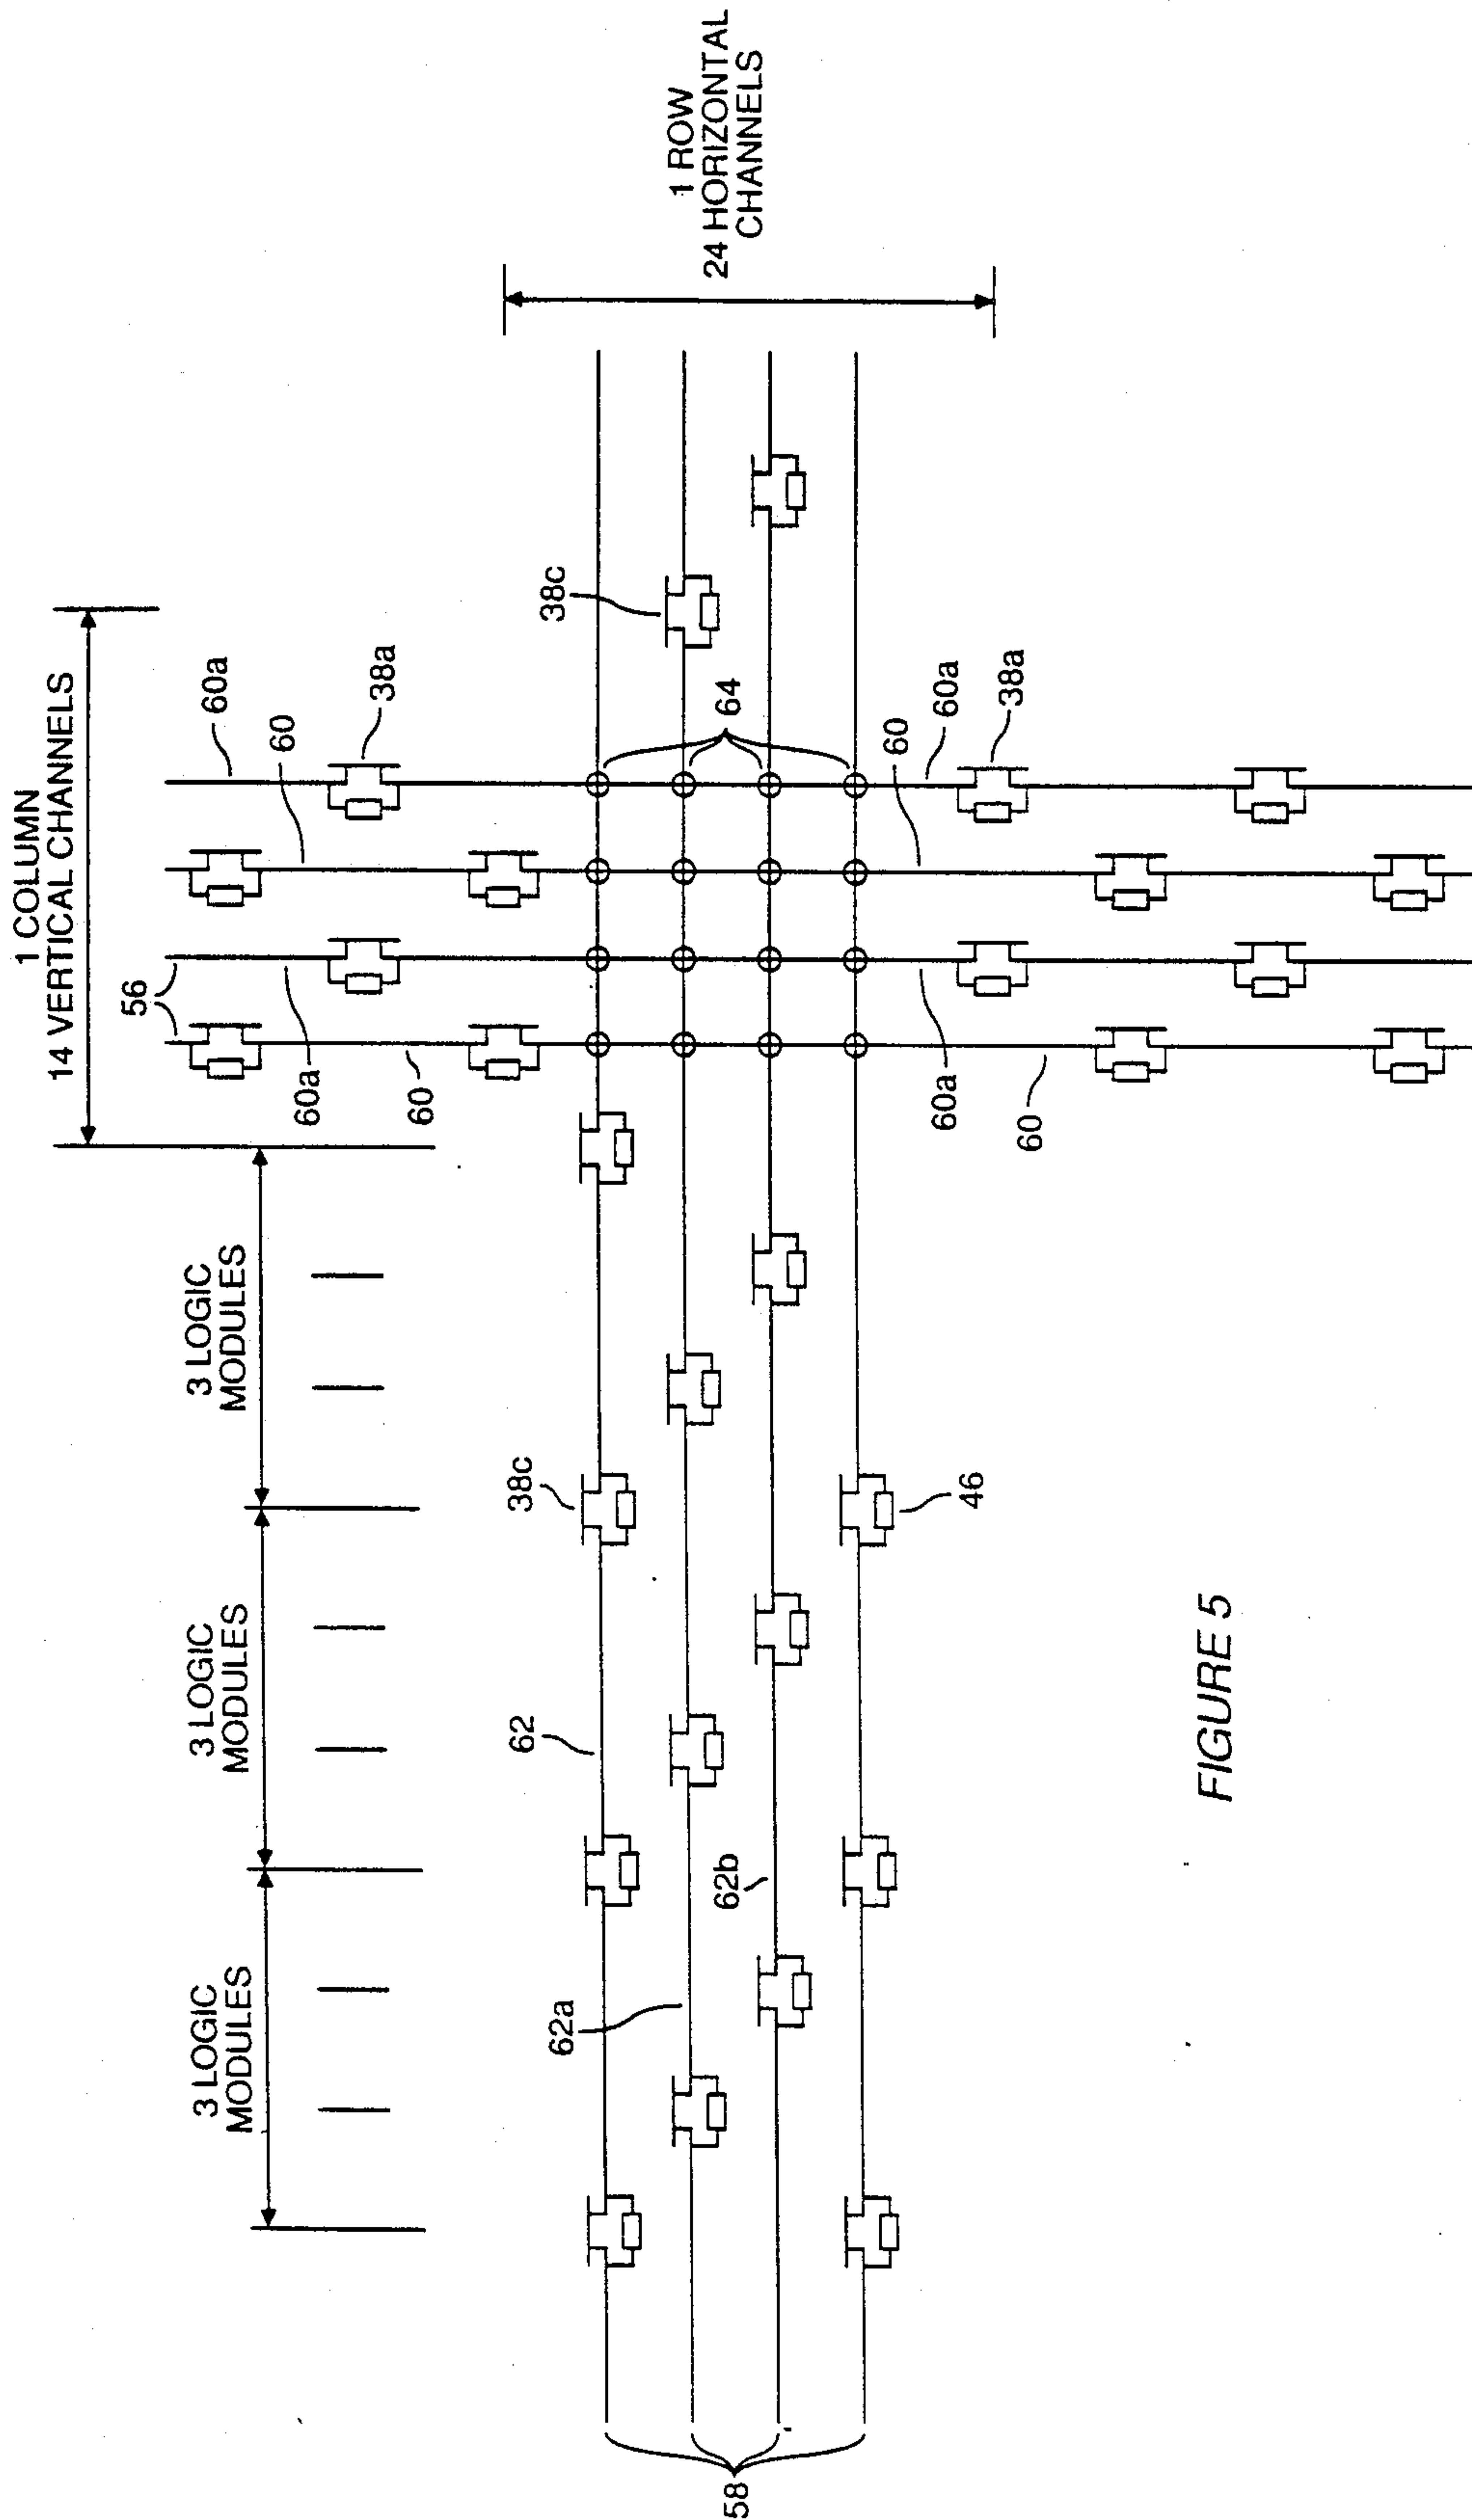 1 COLUMN
14 VERTICAL CHANNELS
56
3 LOGIC
MODULES
3 LOGIC
MODULES
3 LOGIC
MODULES
60a
60
60a
38a
60
62
38c
38c
62a
1 ROW
24 HORIZONTAL
CHANNELS
58
62b
64
60
60a
60a
46
38a
60
FIGURE 5